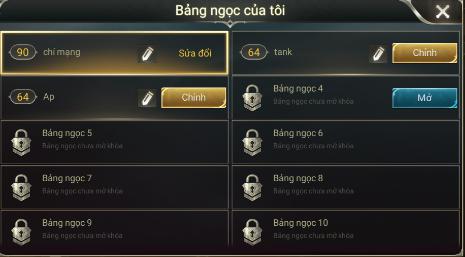 Bảng ngọc của tôi
90 chí mạng Sửa đổi
64 tank Chỉnh
64 Ap Chỉnh
Bảng ngọc 4
Bảng ngọc chưa mở khóa
Mở
Bảng ngọc 5
Bảng ngọc chưa mở khóa
Bảng ngọc 6
Bảng ngọc chưa mở khóa
Bảng ngọc 7
Bảng ngọc chưa mở khóa
Bảng ngọc 8
Bảng ngọc chưa mở khóa
Bảng ngọc 9
Bảng ngọc chưa mở khóa
Bảng ngọc 10
Bảng ngọc chưa mở khóa